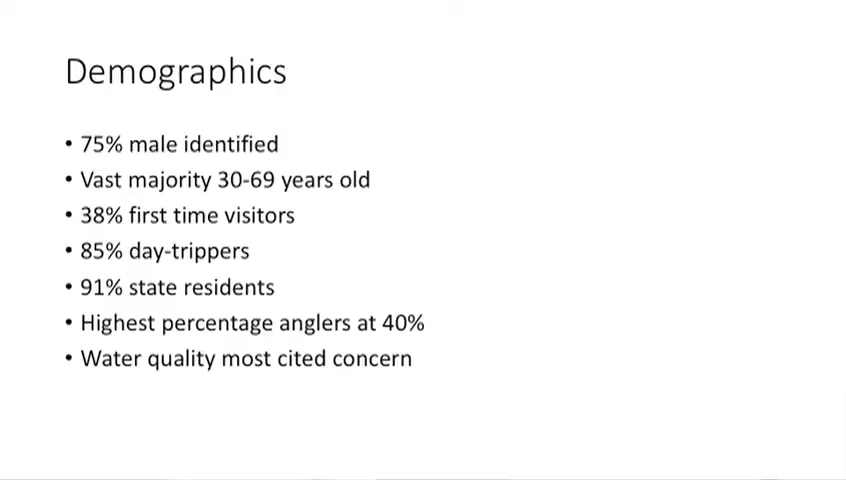 Demographics
• 75% male identified
• Vast majority 30-69 years old
• 38% first time visitors
• 85% day-trippers
• 91% state residents
• Highest percentage anglers at 40%
• Water quality most cited concern